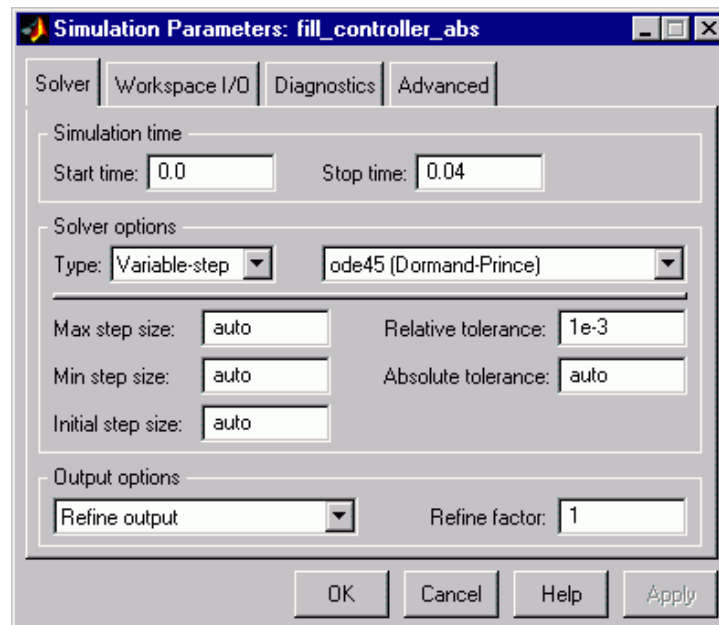 Simulation Parameters: fill_controller_abs
Solver Workspace I/O Diagnostics Advanced
Simulation time
Start time: 0.0 Stop time: 0.04
Solver options
Type: Variable-step ode45 (Dormand-Prince)
Max step size: auto Relative tolerance: 1e-3
Min step size: auto Absolute tolerance: auto
Initial step size: auto
Output options
Refine output Refine factor: 1
OK Cancel Help Apply